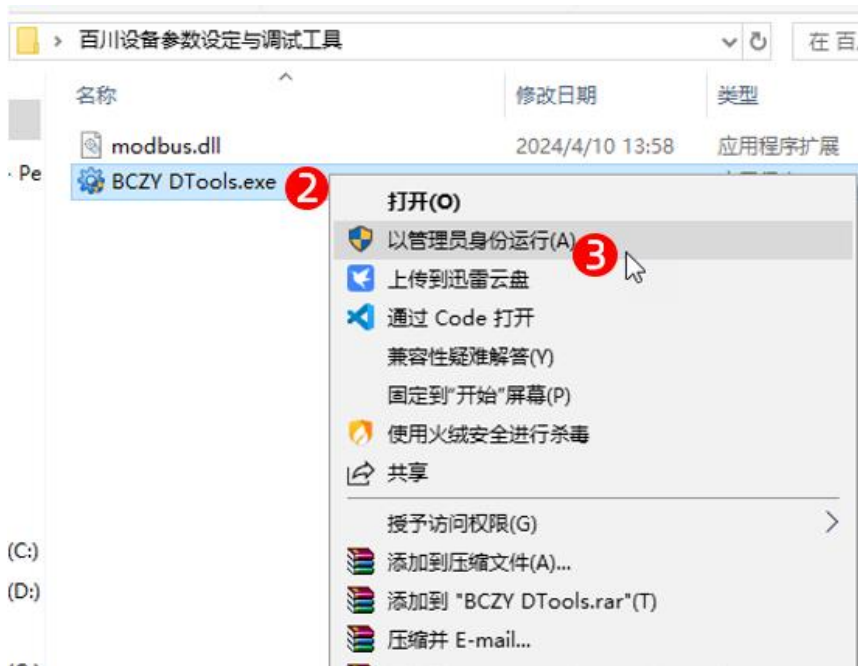 百川设备参数设定与调试工具
在 百
名称 修改日期 类型
modbus.dll 2024/4/10 13:58 应用程序扩展
Pe
BCZY DTools.exe 2
打开(O)
以管理员身份运行(A) 3
上传到迅雷云盘
通过 Code 打开
兼容性疑难解答(Y)
固定到"开始"屏幕(P)
使用火绒安全进行杀毒
共享
授予访问权限(G)
(C:)
添加到压缩文件(A)...
(D:)
添加到 "BCZY DTools.rar"(T)
压缩并 E-mail...